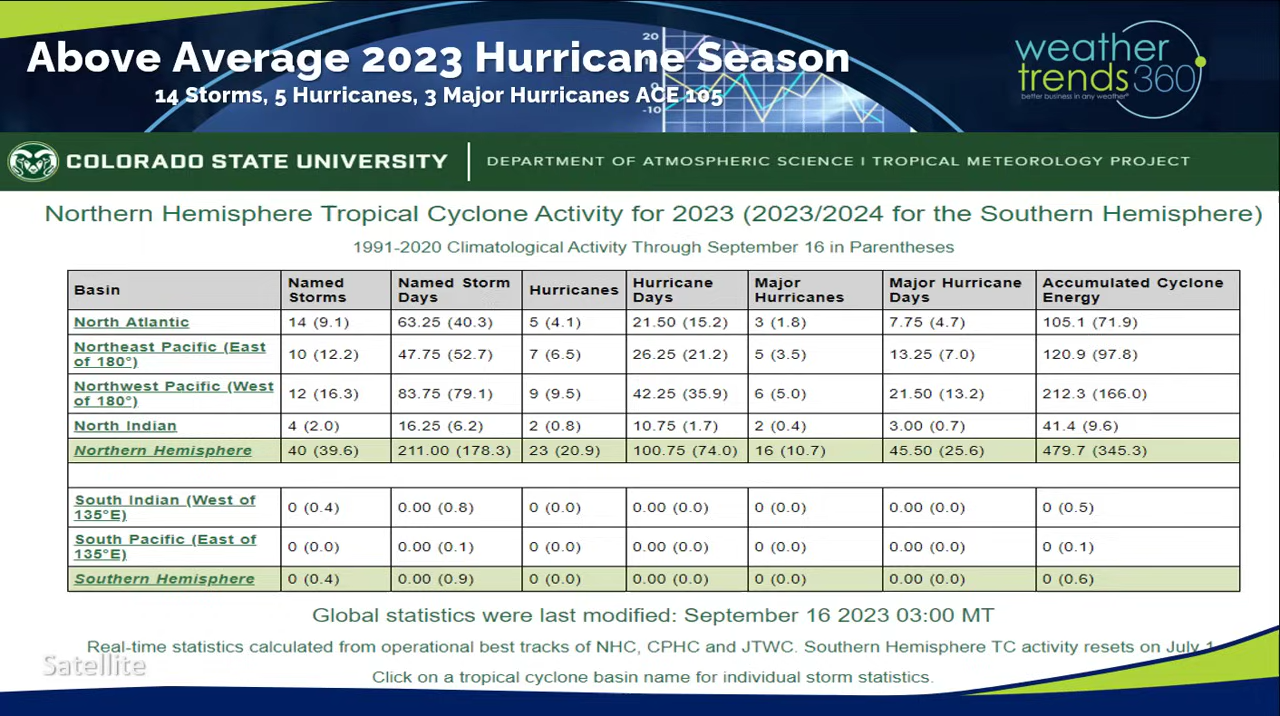 Above Average 2023 Hurricane Season
14 Storms, 5 Hurricanes, 3 Major Hurricanes ACE 105
20
0
-10
weather
trends360°
better business in any weather®
COLORADO STATE UNIVERSITY
DEPARTMENT OF ATMOSPHERIC SCIENCE | TROPICAL METEOROLOGY PROJECT
Northern Hemisphere Tropical Cyclone Activity for 2023 (2023/2024 for the Southern Hemisphere)
1991-2020 Climatological Activity Through September 16 in Parentheses
Basin Named Storms Named Storm Days Hurricanes Hurricane Days Major Hurricanes Major Hurricane Days Accumulated Cyclone Energy
North Atlantic 14 (9.1) 63.25 (40.3) 5 (4.1) 21.50 (15.2) 3 (1.8) 7.75 (4.7) 105.1 (71.9)
Northeast Pacific (East of 180°) 10 (12.2) 47.75 (52.7) 7 (6.5) 26.25 (21.2) 5 (3.5) 13.25 (7.0) 120.9 (97.8)
Northwest Pacific (West of 180°) 12 (16.3) 83.75 (79.1) 9 (9.5) 42.25 (35.9) 6 (5.0) 21.50 (13.2) 212.3 (166.0)
North Indian 4 (2.0) 16.25 (6.2) 2 (0.8) 10.75 (1.7) 2 (0.4) 3.00 (0.7) 41.4 (9.6)
Northern Hemisphere 40 (39.6) 211.00 (178.3) 23 (20.9) 100.75 (74.0) 16 (10.7) 45.50 (25.6) 479.7 (345.3)
South Indian (West of 135°E) 0 (0.4) 0.00 (0.8) 0 (0.0) 0.00 (0.0) 0 (0.0) 0.00 (0.0) 0 (0.5)
South Pacific (East of 135°E) 0 (0.0) 0.00 (0.1) 0 (0.0) 0.00 (0.0) 0 (0.0) 0.00 (0.0) 0 (0.1)
Southern Hemisphere 0 (0.4) 0.00 (0.9) 0 (0.0) 0.00 (0.0) 0 (0.0) 0.00 (0.0) 0 (0.6)
Global statistics were last modified: September 16 2023 03:00 MT
Real-time statistics calculated from operational best tracks of NHC, CPHC and JTWC. Southern Hemisphere TC activity resets on July 1
Satellite
Click on a tropical cyclone basin name for individual storm statistics.